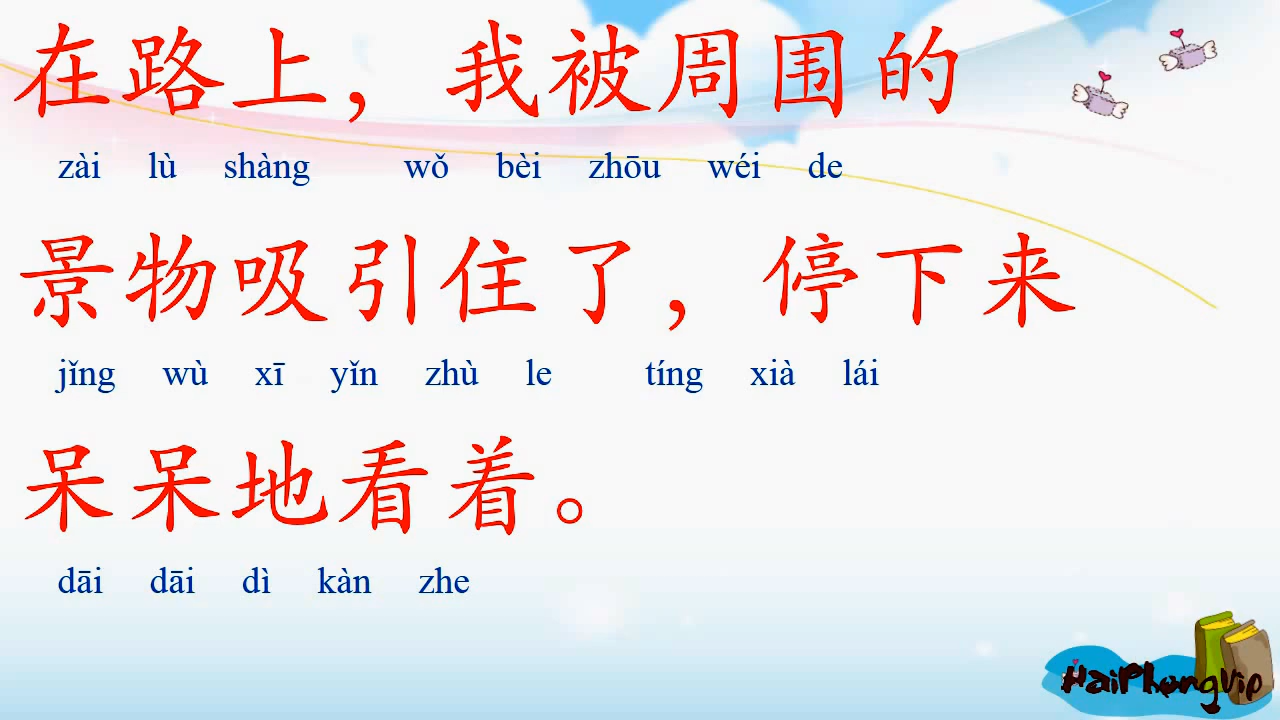 在路上，我被周围的
zài lù shàng wǒ bèi zhōu wéi de
景物吸引住了，停下来
jǐng wù xī yǐn zhù le tíng xià lái
呆呆地看着。
dāi dāi dì kàn zhe
HaiPhongVip